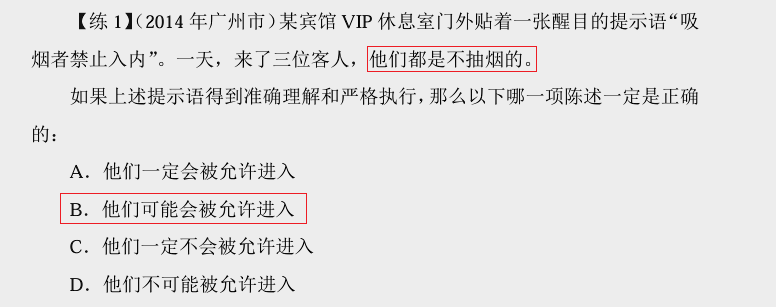 【练 1】（2014 年广州市）某宾馆 VIP 休息室门外贴着一张醒目的提示语“吸
烟者禁止入内”。一天，来了三位客人，他们都是不抽烟的。
如果上述提示语得到准确理解和严格执行，那么以下哪一项陈述一定是正确
的：
A．他们一定会被允许进入
B．他们可能会被允许进入
C．他们一定不会被允许进入
D．他们不可能被允许进入